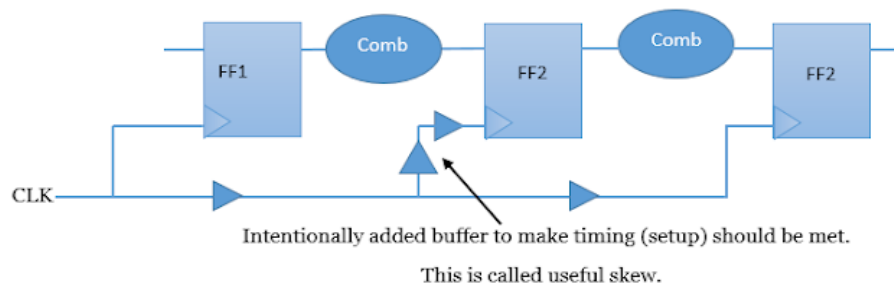 Comb
Comb
FF1
FF2
FF2
CLK
Intentionally added buffer to make timing (setup) should be met.
This is called useful skew.